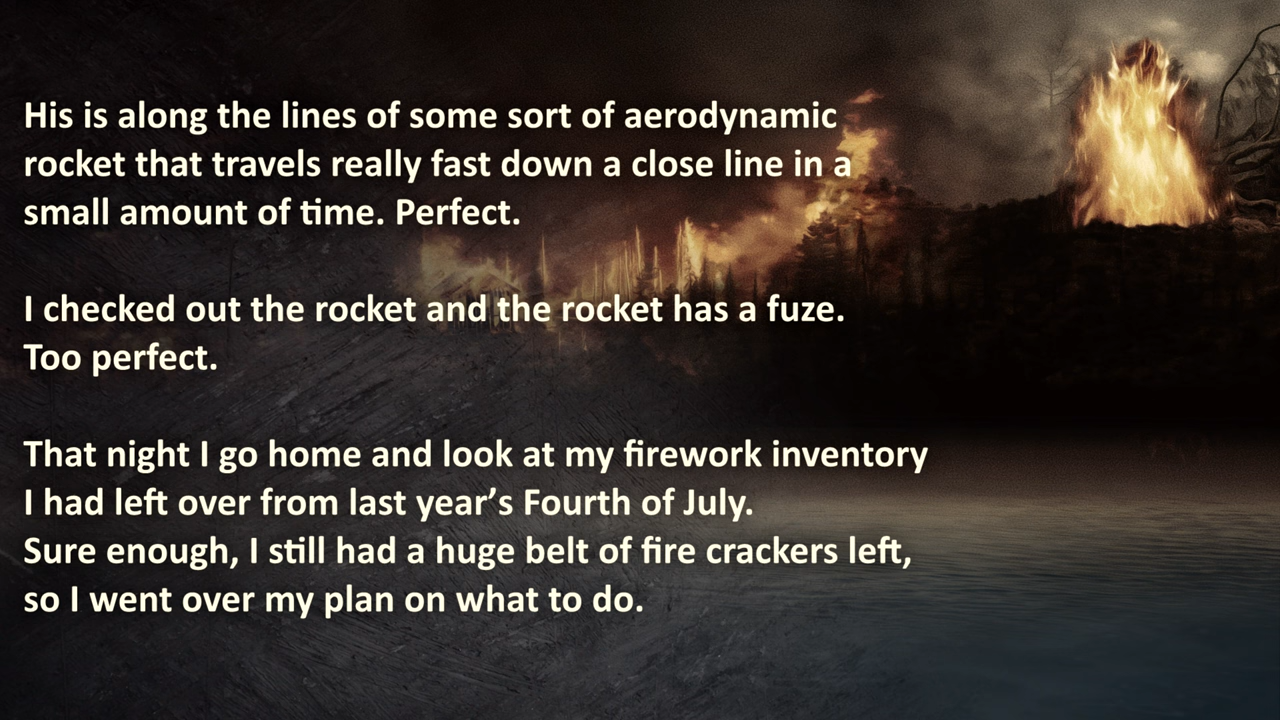 His is along the lines of some sort of aerodynamic
rocket that travels really fast down a close line in a
small amount of time. Perfect.
I checked out the rocket and the rocket has a fuze.
Too perfect.
That night I go home and look at my firework inventory
I had left over from last year’s Fourth of July.
Sure enough, I still had a huge belt of fire crackers left,
so I went over my plan on what to do.